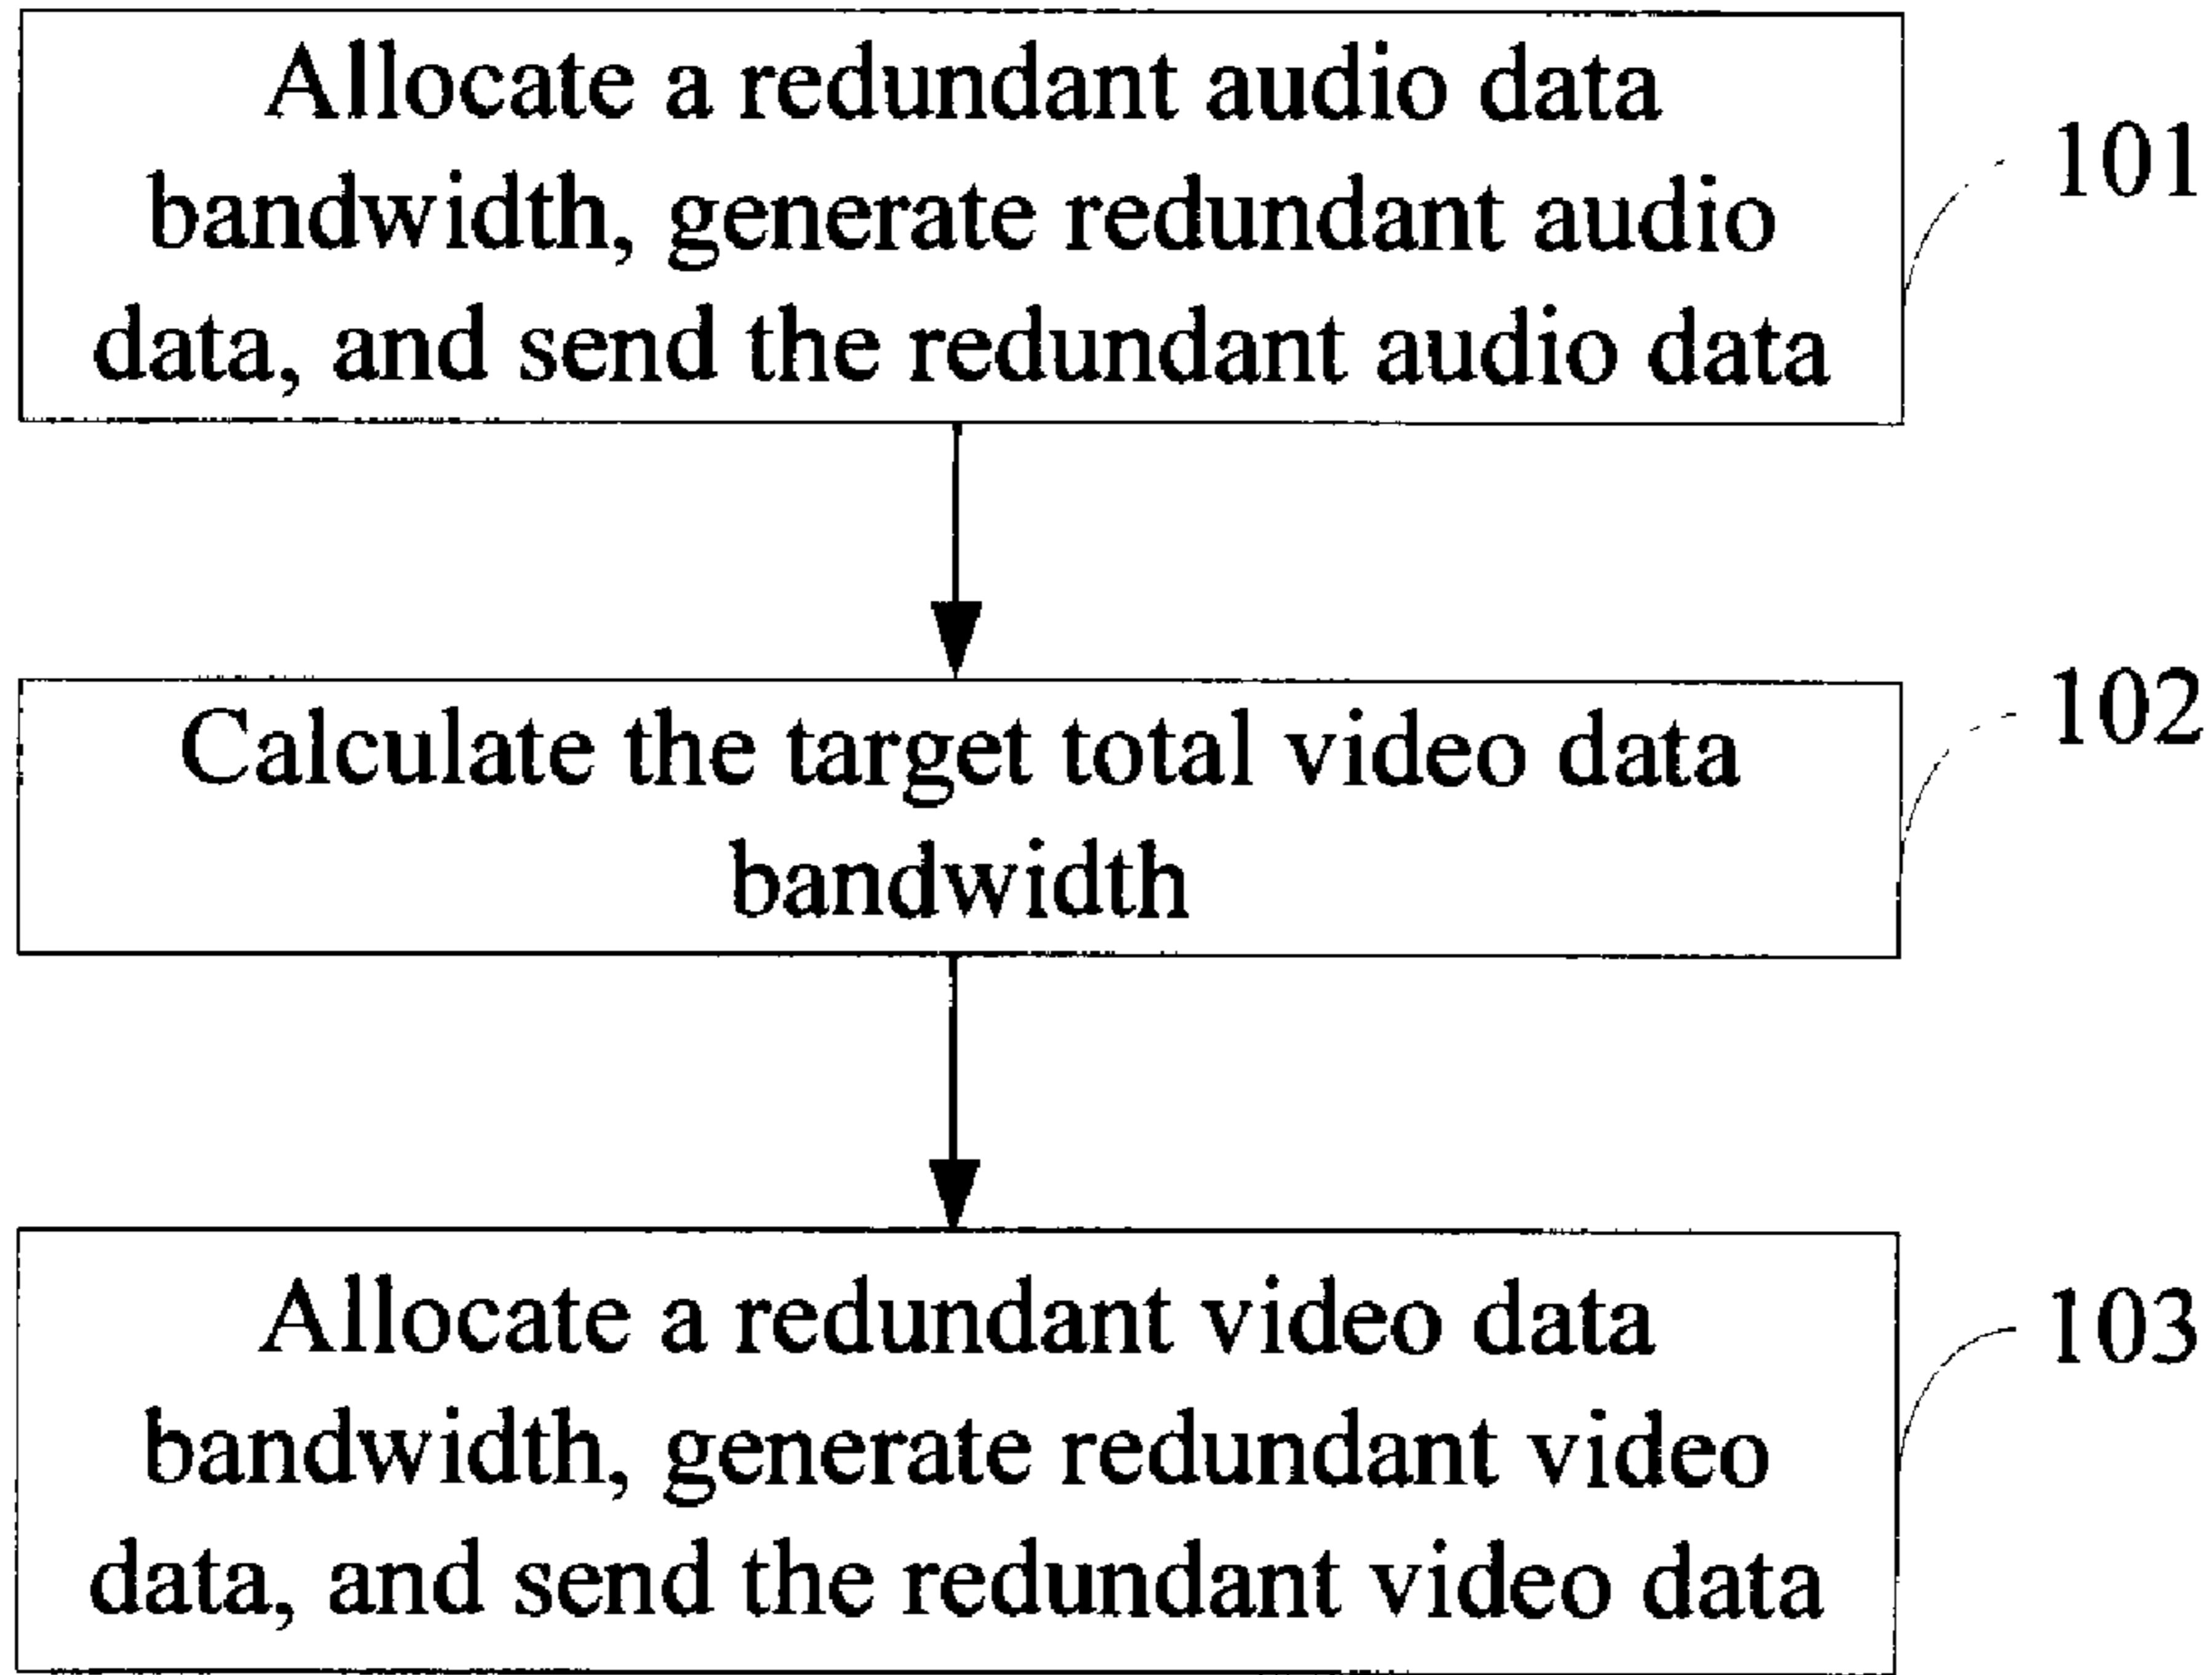 Allocate a redundant audio data
bandwidth, generate redundant audio
data, and send the redundant audio data
101
Calculate the target total video data
bandwidth
102
Allocate a redundant video data
bandwidth, generate redundant video
data, and send the redundant video data
103